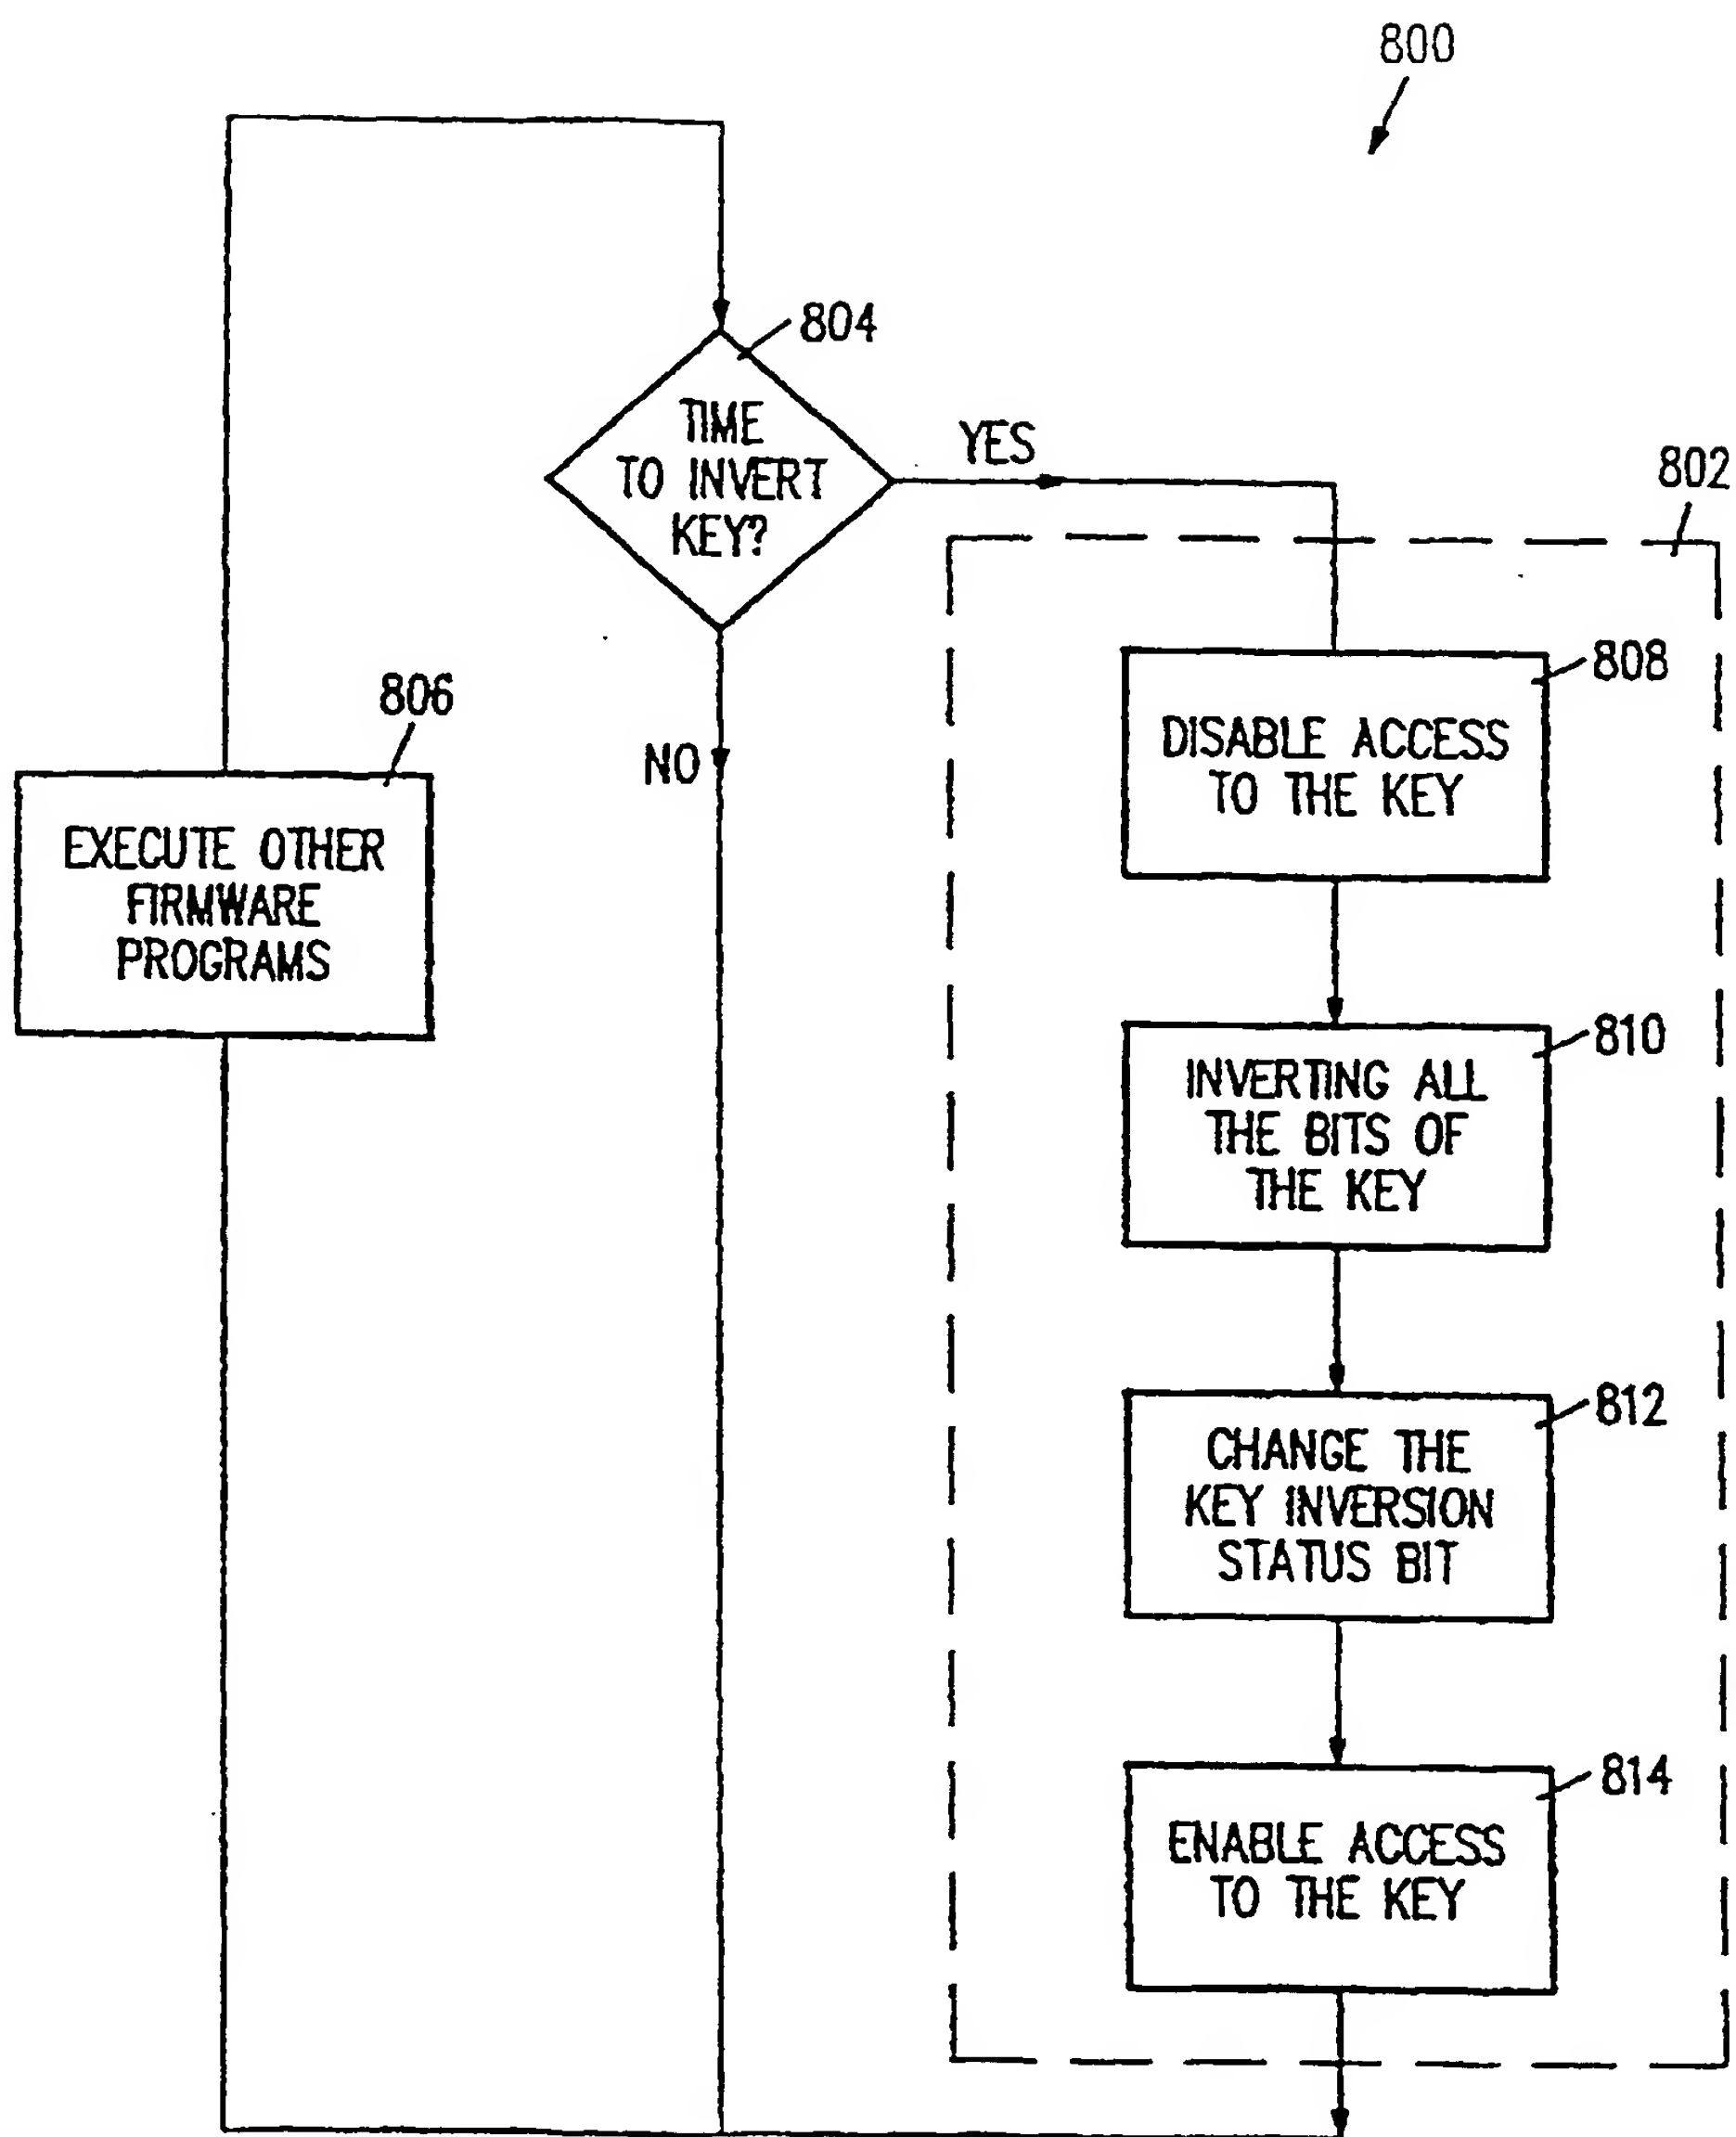 800
804
TIME
TO INVERT
KEY?
YES
802
806
EXECUTE OTHER
FIRMWARE
PROGRAMS
NO
808
DISABLE ACCESS
TO THE KEY
810
INVERTING ALL
THE BITS OF
THE KEY
812
CHANGE THE
KEY INVERSION
STATUS BIT
814
ENABLE ACCESS
TO THE KEY